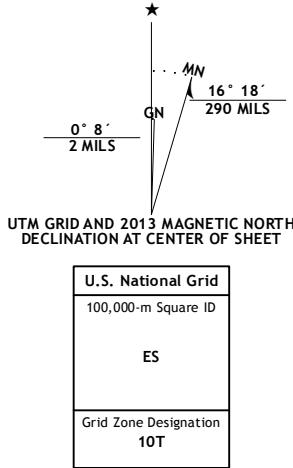 MN
GN
16° 18´
290 MILS
0° 8´
2 MILS
UTM GRID AND 2013 MAGNETIC NORTH
DECLINATION AT CENTER OF SHEET
U.S. National Grid
100,000-m Square ID
ES
Grid Zone Designation
10T